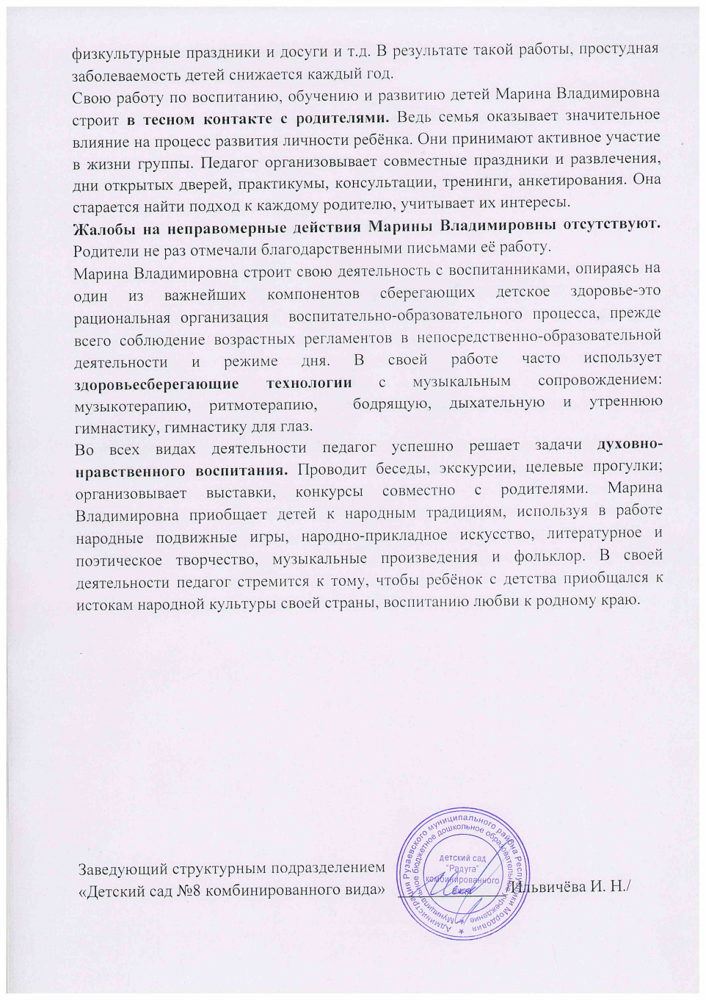 физкультурные праздники и досуги и т.д. В результате такой работы, простудная
заболеваемость детей снижается каждый год.
Свою работу по воспитанию, обучению и развитию детей Марина Владимировна
строит в тесном контакте с родителями. Ведь семья оказывает значительное
влияние на процесс развития личности ребёнка. Они принимают активное участие
в жизни группы. Педагог организовывает совместные праздники и развлечения,
дни открытых дверей, практикумы, консультации, тренинги, анкетирования. Она
старается найти подход к каждому родителю, учитывает их интересы.
Жалобы на неправомерные действия Марины Владимировны отсутствуют.
Родители не раз отмечали благодарственными письмами её работу.
Марина Владимировна строит свою деятельность с воспитанниками, опираясь на
один из важнейших компонентов сберегающих детское здоровье-это
рациональная организация воспитательно-образовательного процесса, прежде
всего соблюдение возрастных регламентов в непосредственно-образовательной
деятельности и режиме дня. В своей работе часто использует
здоровьесберегающие технологии с музыкальным сопровождением:
музыкотерапию, ритмотерапию, бодрящую, дыхательную и утреннюю
гимнастику, гимнастику для глаз.
Во всех видах деятельности педагог успешно решает задачи духовно-
нравственного воспитания. Проводит беседы, экскурсии, целевые прогулки;
организовывает выставки, конкурсы совместно с родителями. Марина
Владимировна приобщает детей к народным традициям, используя в работе
народные подвижные игры, народно-прикладное искусство, литературное и
поэтическое творчество, музыкальные произведения и фольклор. В своей
деятельности педагог стремится к тому, чтобы ребёнок с детства приобщался к
истокам народной культуры своей страны, воспитанию любви к родному краю.
Заведующий структурным подразделением
«Детский сад №8 комбинированного вида» /Ильвичёва И. Н./
Администрация Рузаевского муниципального района Республики Мордовия
Муниципальное бюджетное дошкольное образовательное учреждение
детский сад
"Радуга"
комбинированного
вида